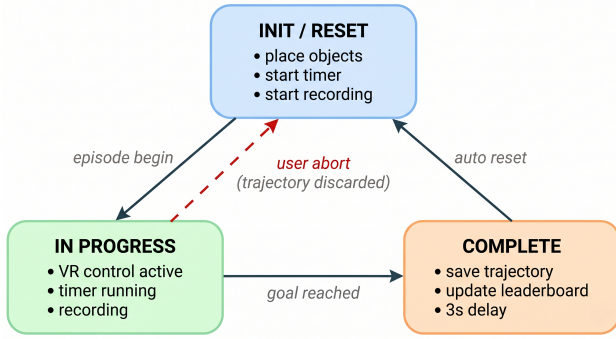 INIT / RESET
• place objects
• start timer
• start recording
episode begin
user abort
(trajectory discarded)
auto reset
IN PROGRESS
• VR control active
• timer running
• recording
goal reached
COMPLETE
• save trajectory
• update leaderboard
• 3s delay